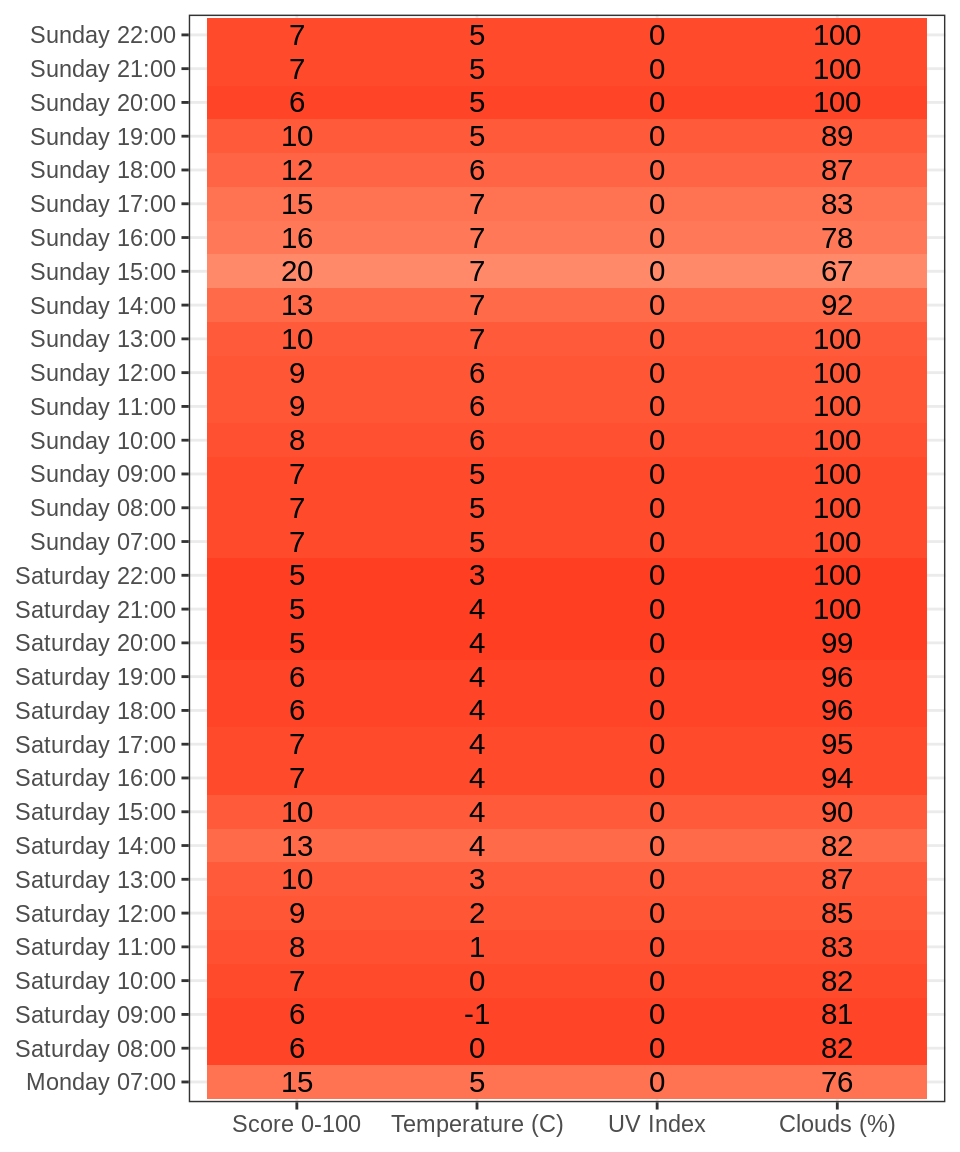 Sunday 22:00 7 5 0 100
Sunday 21:00 7 5 0 100
Sunday 20:00 6 5 0 100
Sunday 19:00 10 5 0 89
Sunday 18:00 12 6 0 87
Sunday 17:00 15 7 0 83
Sunday 16:00 16 7 0 78
Sunday 15:00 20 7 0 67
Sunday 14:00 13 7 0 92
Sunday 13:00 10 7 0 100
Sunday 12:00 9 6 0 100
Sunday 11:00 9 6 0 100
Sunday 10:00 8 6 0 100
Sunday 09:00 7 5 0 100
Sunday 08:00 7 5 0 100
Sunday 07:00 7 5 0 100
Saturday 22:00 5 3 0 100
Saturday 21:00 5 4 0 100
Saturday 20:00 5 4 0 99
Saturday 19:00 6 4 0 96
Saturday 18:00 6 4 0 96
Saturday 17:00 7 4 0 95
Saturday 16:00 7 4 0 94
Saturday 15:00 10 4 0 90
Saturday 14:00 13 4 0 82
Saturday 13:00 10 3 0 87
Saturday 12:00 9 2 0 85
Saturday 11:00 8 1 0 83
Saturday 10:00 7 0 0 82
Saturday 09:00 6 -1 0 81
Saturday 08:00 6 0 0 82
Monday 07:00 15 5 0 76
Score 0-100 Temperature (C) UV Index Clouds (%)